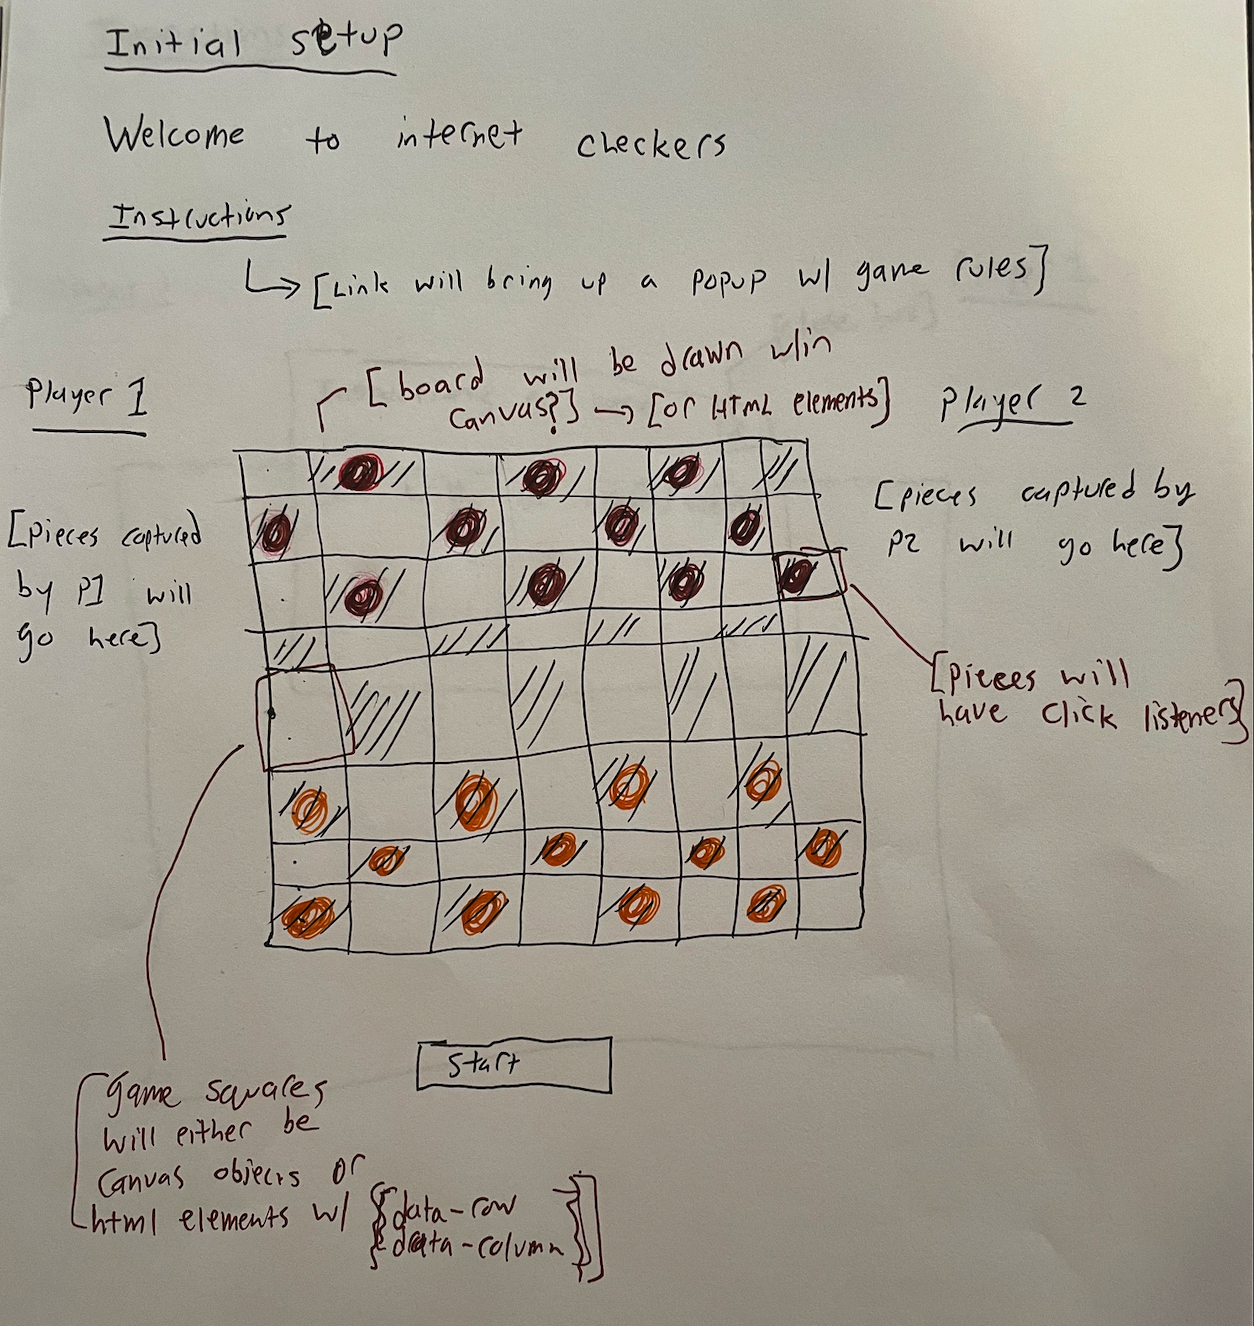 Initial setup
Welcome to internet checkers
Instructions
[Link will bring up a popup w/ game rules]
Player 1
[board will be drawn w/in
canvas?] → [or HTML elements]
Player 2
[pieces captured
by P1 will
go here]
[pieces captured by
P2 will go here]
[pieces will
have click listeners]
Start
game squares
will either be
canvas objects or
html elements w/ {data-row
data-column}]